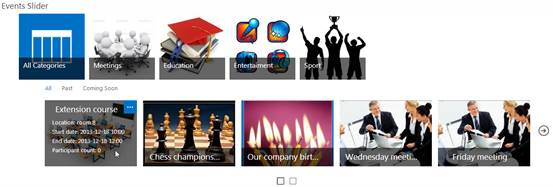 Events Slider
All Categories
Meetings
Education
Entertaiment
Sport
All Past Coming Soon
Extension course
Location: room 8
Start date: 2013-12-18 10:00
End date: 2013-12-18 12:00
Participant count: 0
Chess champions...
Our company birt...
Wednesday meeti...
Friday meeting